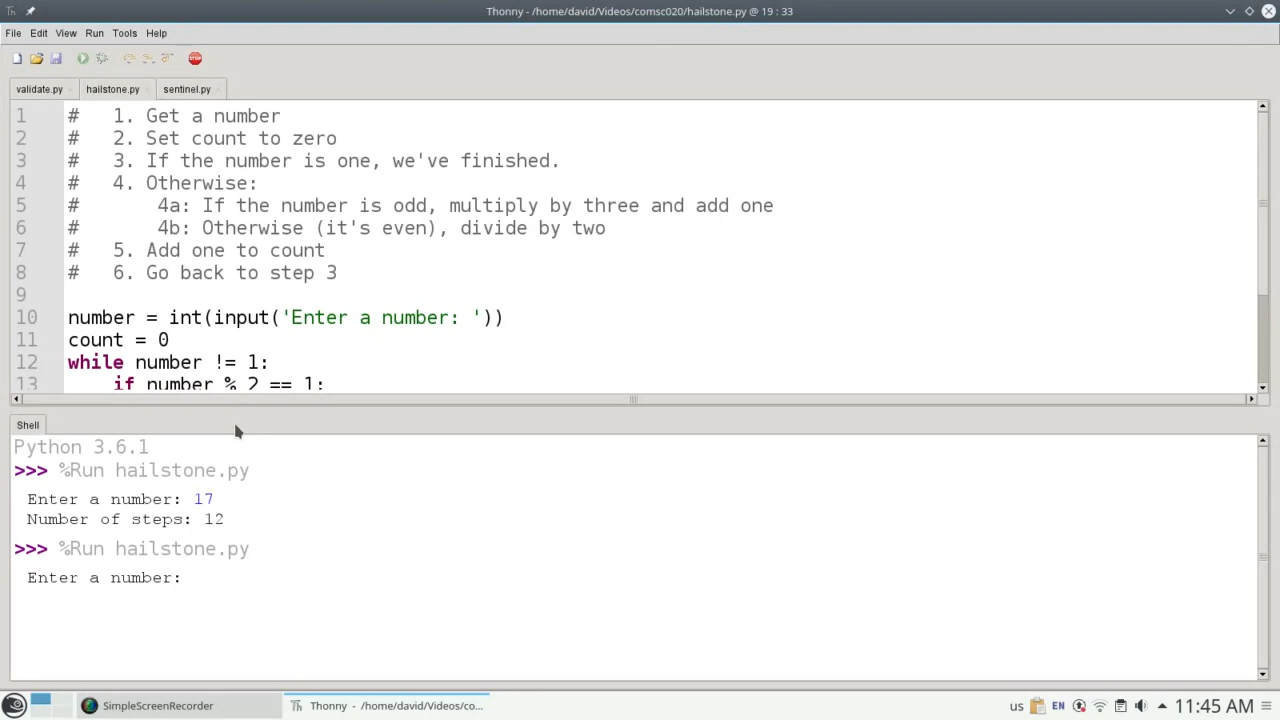 Thonny - /home/david/Videos/comsc020/hailstone.py @ 19 : 33
File Edit View Run Tools Help
STOP
validate.py hailstone.py sentinel.py
1 # 1. Get a number
2 # 2. Set count to zero
3 # 3. If the number is one, we've finished.
4 # 4. Otherwise:
5 # 4a: If the number is odd, multiply by three and add one
6 # 4b: Otherwise (it's even), divide by two
7 # 5. Add one to count
8 # 6. Go back to step 3
9
10 number = int(input('Enter a number: '))
11 count = 0
12 while number != 1:
13 if number % 2 == 1:
Shell
Python 3.6.1
>>> %Run hailstone.py
Enter a number: 17
Number of steps: 12
>>> %Run hailstone.py
Enter a number:
SimpleScreenRecorder Thonny - /home/david/Videos/co... us EN 11:45 AM